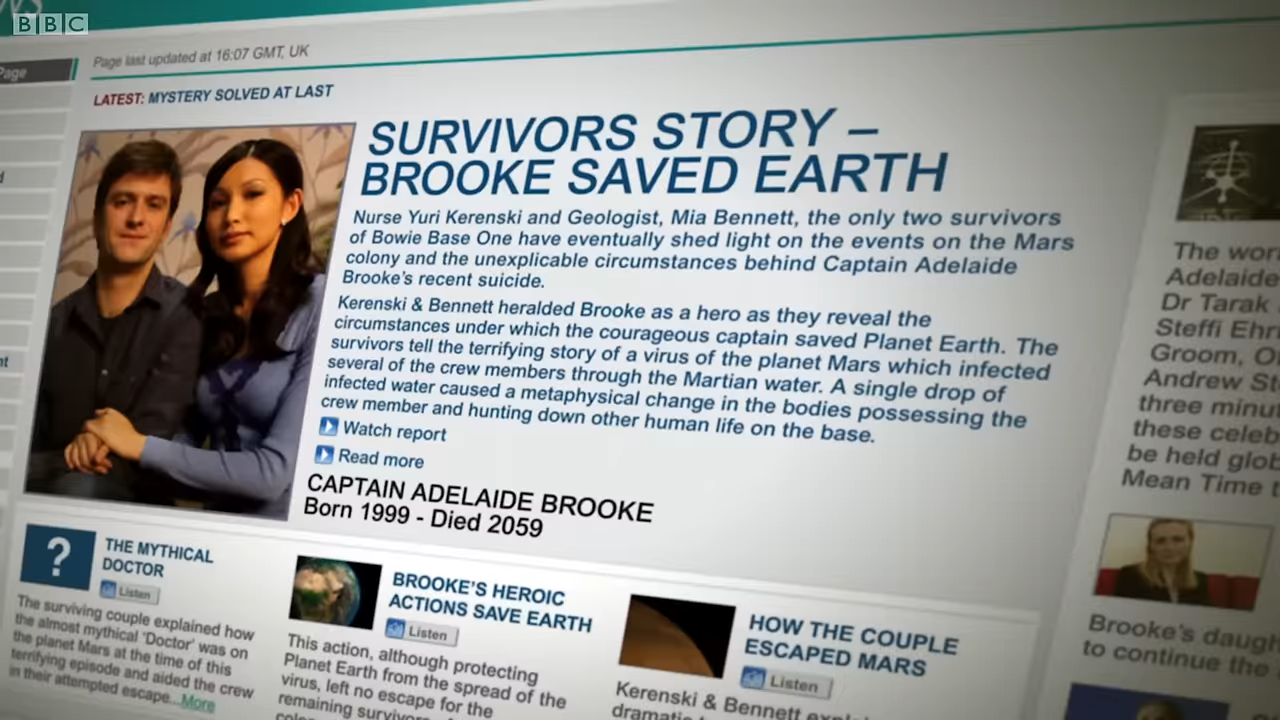 BBC
Page last updated at 16:07 GMT, UK
Page
LATEST: MYSTERY SOLVED AT LAST
SURVIVORS STORY –
BROOKE SAVED EARTH
Nurse Yuri Kerenski and Geologist, Mia Bennett, the only two survivors
of Bowie Base One have eventually shed light on the events on the Mars
colony and the unexplicable circumstances behind Captain Adelaide
Brooke's recent suicide.
Kerenski & Bennett heralded Brooke as a hero as they reveal the
circumstances under which the courageous captain saved Planet Earth. The
survivors tell the terrifying story of a virus of the planet Mars which infected
several of the crew members through the Martian water. A single drop of
infected water caused a metaphysical change in the bodies possessing the
crew member and hunting down other human life on the base.
Watch report
Read more
CAPTAIN ADELAIDE BROOKE
Born 1999 - Died 2059
THE MYTHICAL
DOCTOR
Listen
The surviving couple explained how
the almost mythical 'Doctor' was on
the planet Mars at the time of this
terrifying episode and aided the crew
in their attempted escape...More
BROOKE'S HEROIC
ACTIONS SAVE EARTH
Listen
This action, although protecting
Planet Earth from the spread of the
virus, left no escape for the
remaining
HOW THE COUPLE
ESCAPED MARS
Listen
Kerenski & Bennett
The
Adelaide
Dr Tarak
Steffi
Groom,
Andrew
three
these
be held
Mean Time
Brooke's
to continue the